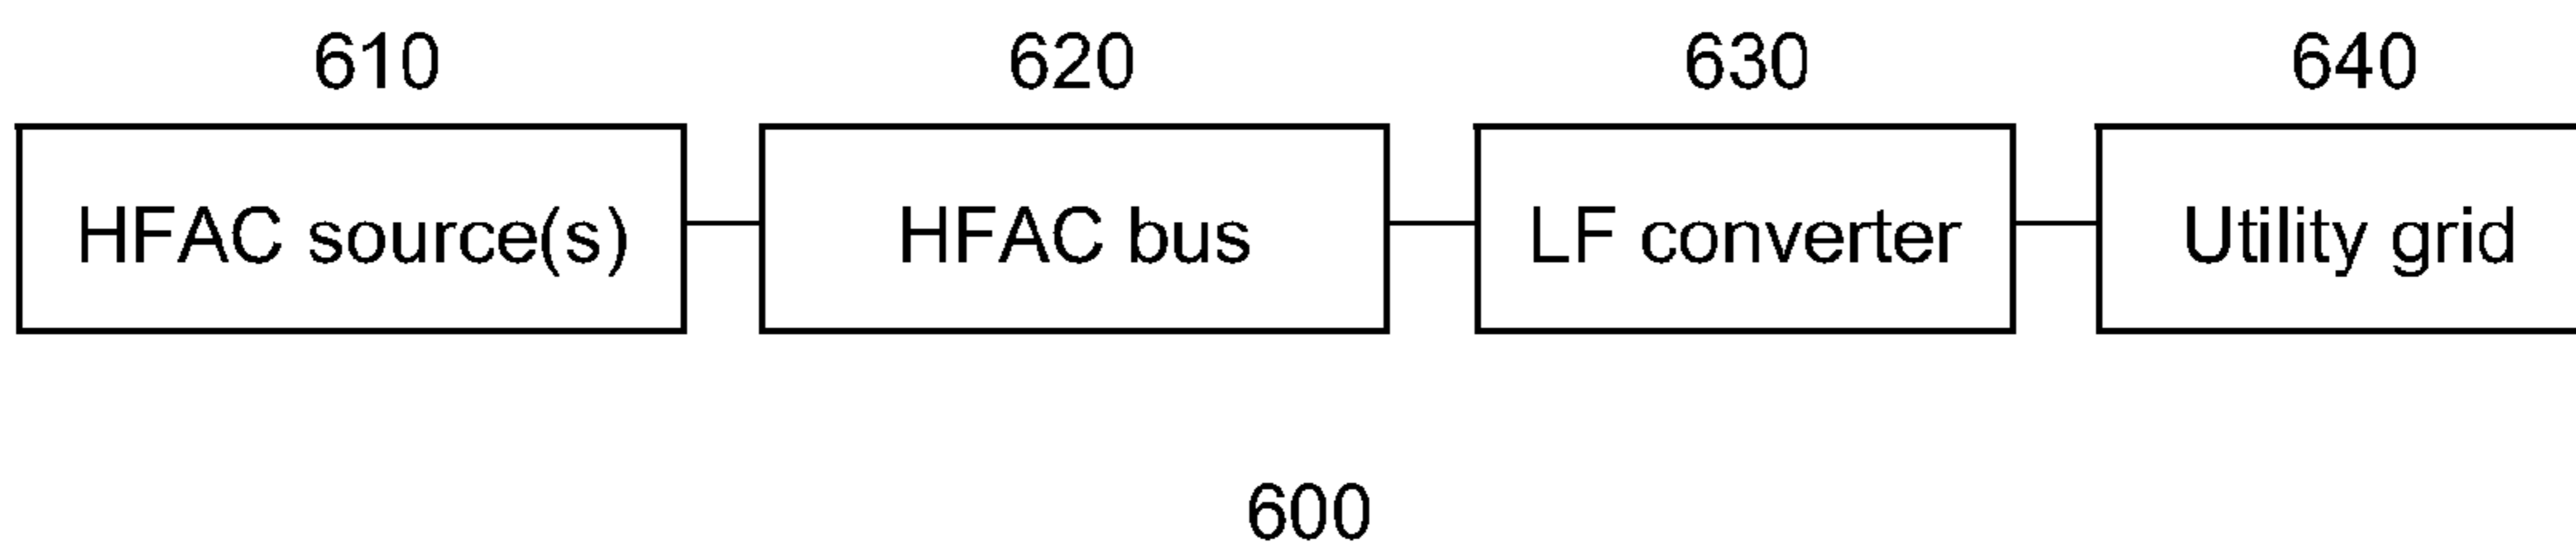 610 620 630 640
HFAC source(s) HFAC bus LF converter Utility grid
600